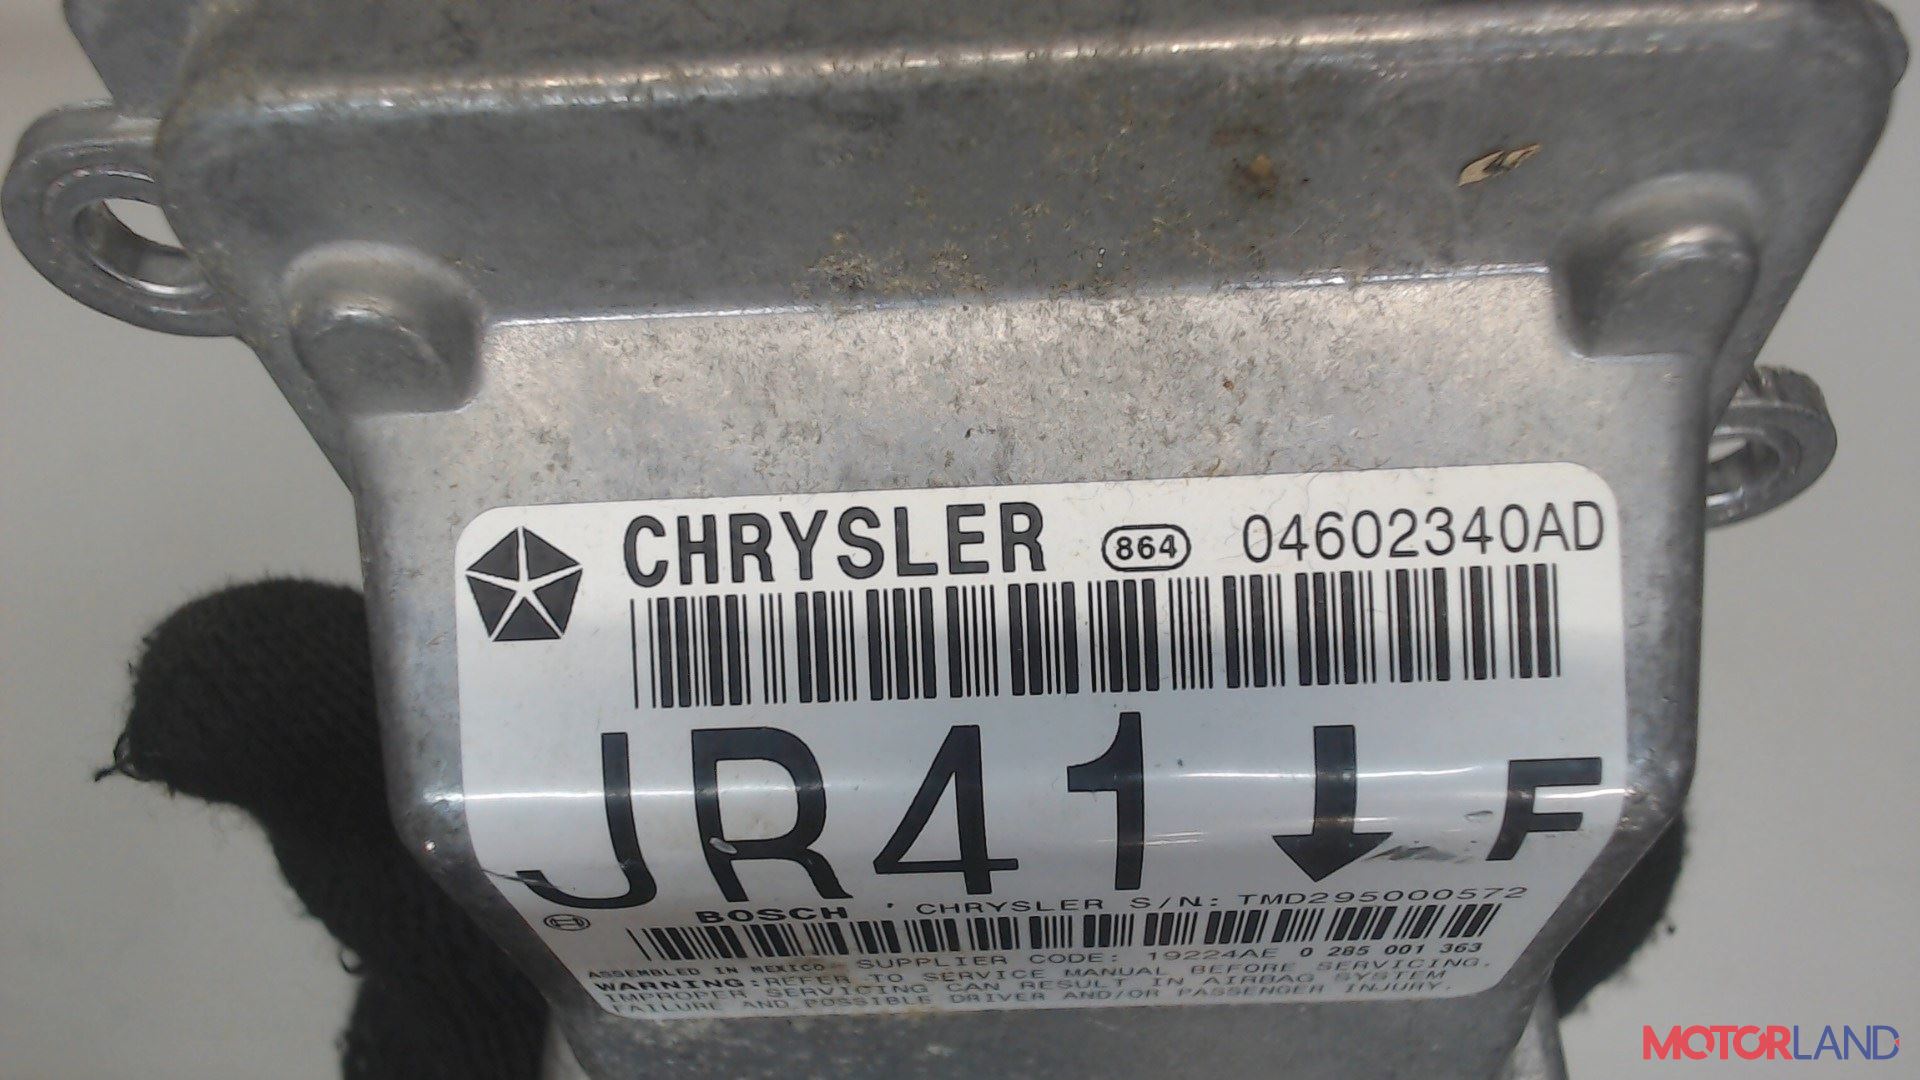 CHRYSLER 864 04602340AD
JR41 F
BOSCH CHRYSLER S/N: TMD295000572
ASSEMBLED IN MEXICO SUPPLIER CODE: 19224AE 0 285 001 363
WARNING: REFER TO SERVICE MANUAL BEFORE SERVICING.
IMPROPER SERVICING CAN RESULT IN AIRBAG SYSTEM
FAILURE AND POSSIBLE DRIVER AND/OR PASSENGER INJURY.
MOTORLAND